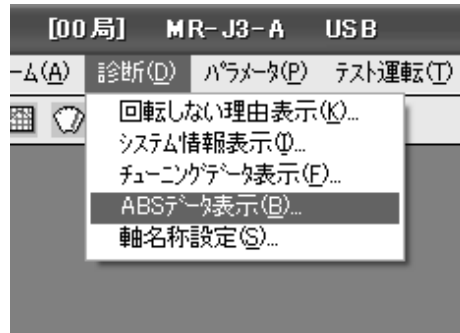 [00局] MR-J3-A USB
-ム(A) 診断(D) パラメータ(P) テスト運転(T)
回転しない理由表示(K)...
システム情報表示(I)...
チューニングデータ表示(F)...
ABSデータ表示(B)...
軸名称設定(S)...